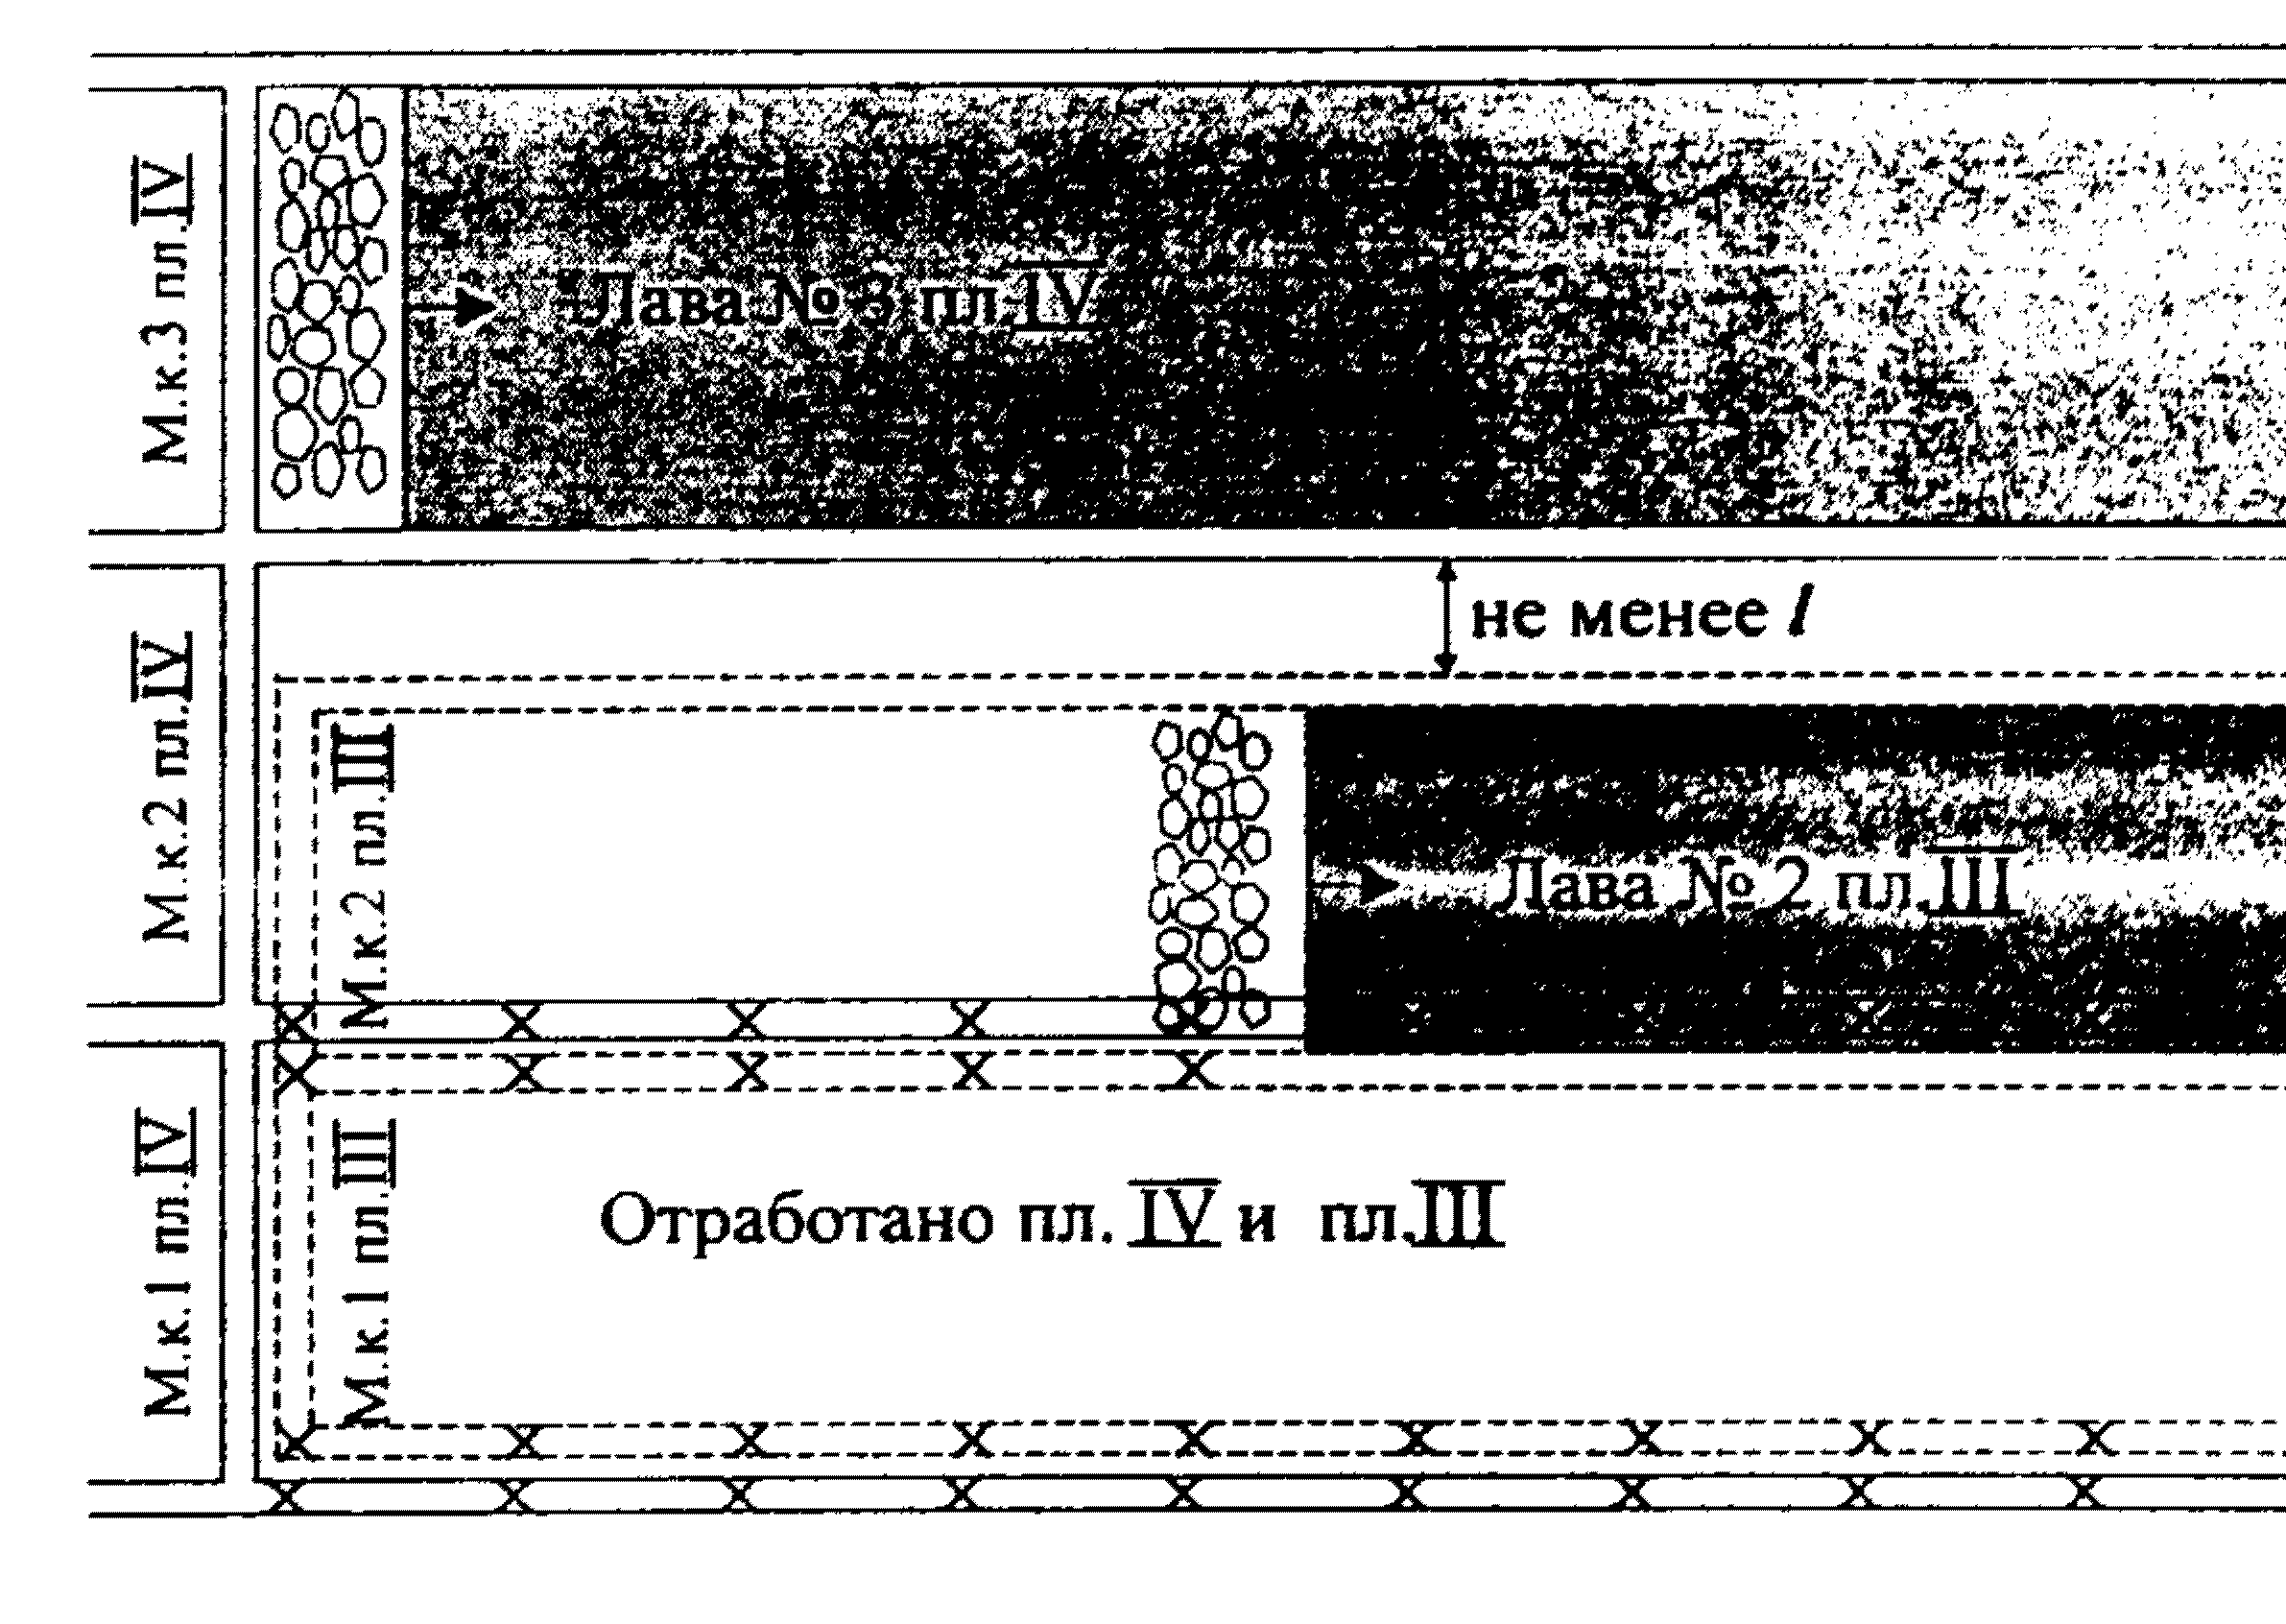 М.к.3 пл.IV
Лава № 3 пл.IV
не менее l
М.к.2 пл.IV
М.к.2 пл.III
Лава № 2 пл.III
М.к.1 пл.IV
М.к.1 пл.III
Отработано пл. IV и пл.III